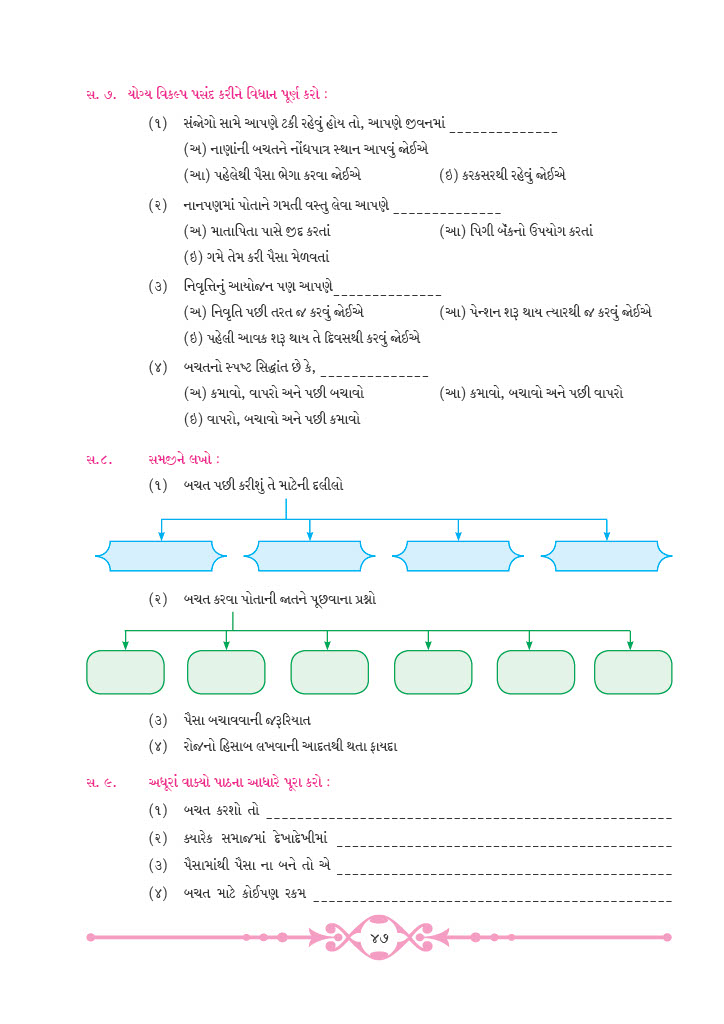 સ. ૭. યોગ્ય વિકલ્પ પસંદ કરીને વિધાન પૂર્ણ કરો :
(૧) સંજોગો સામે આપણે ટકી રહેવું હોય તો, આપણે જીવનમાં ______________
(અ) નાણાંની બચતને નોંધપાત્ર સ્થાન આપવું જોઈએ
(આ) પહેલેથી પૈસા ભેગા કરવા જોઈએ (ઇ) કરકસરથી રહેવું જોઈએ
(૨) નાનપણમાં પોતાને ગમતી વસ્તુ લેવા આપણે ______________
(અ) માતાપિતા પાસે જીદ કરતાં (આ) પિગી બૅંકનો ઉપયોગ કરતાં
(ઇ) ગમે તેમ કરી પૈસા મેળવતાં
(૩) નિવૃત્તિનું આયોજન પણ આપણે______________
(અ) નિવૃતિ પછી તરત જ કરવું જોઈએ (આ) પેન્શન શરૂ થાય ત્યારથી જ કરવું જોઈએ
(ઇ) પહેલી આવક શરૂ થાય તે દિવસથી કરવું જોઈએ
(૪) બચતનો સ્પષ્ટ સિદ્ધાંત છે કે, ______________
(અ) કમાવો, વાપરો અને પછી બચાવો (આ) કમાવો, બચાવો અને પછી વાપરો
(ઇ) વાપરો, બચાવો અને પછી કમાવો
સ.૮. સમજીને લખો :
(૧) બચત પછી કરીશું તે માટેની દલીલો
(૨) બચત કરવા પોતાની જાતને પૂછવાના પ્રશ્નો
(૩) પૈસા બચાવવાની જરૂરિયાત
(૪) રોજનો હિસાબ લખવાની આદતથી થતા ફાયદા
સ. ૯. અધૂરાં વાક્યો પાઠના આધારે પૂરા કરો :
(૧) બચત કરશો તો ______________
(૨) ક્યારેક સમાજમાં દેખાદેખીમાં ______________
(૩) પૈસામાંથી પૈસા ના બને તો એ ______________
(૪) બચત માટે કોઈપણ રકમ ______________
૪૭